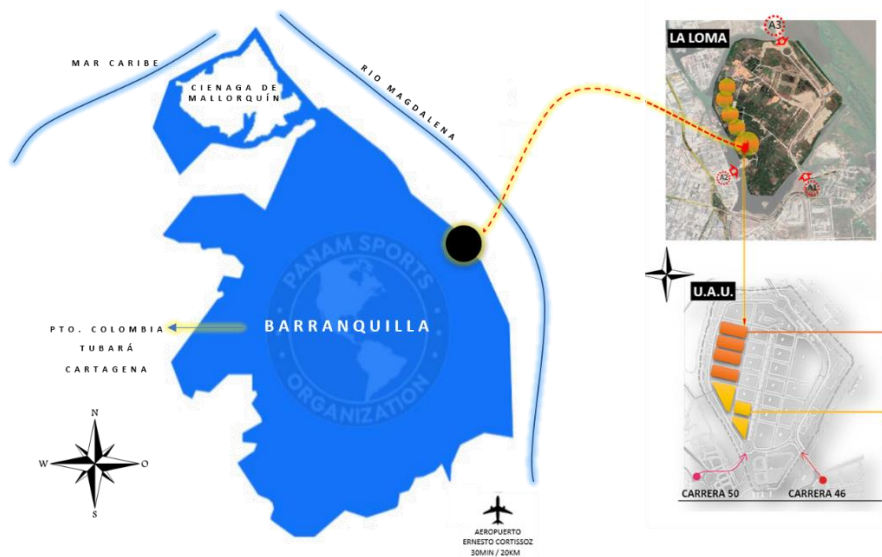 MAR CARIBE
CIENAGA DE
MALLORQUÍN
RIO MAGDALENA
LA LOMA
A3
A2
A1
PANAM SPORTS
ORGANIZATION
BARRANQUILLA
PTO. COLOMBIA
TUBARÁ
CARTAGENA
U.A.U.
N
W
O
S
CARRERA 50
CARRERA 46
AEROPUERTO
ERNESTO CORTISSOZ
30MIN / 20KM